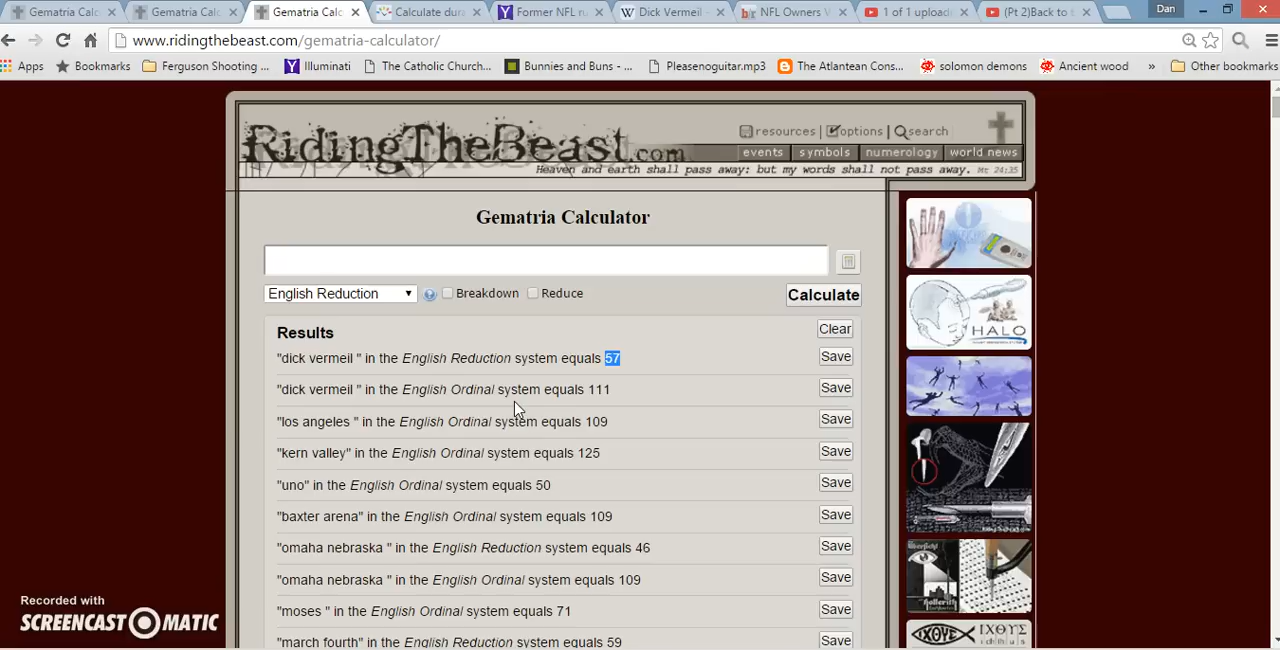 Gematria Calc
Gematria Calc
Gematria Calc
Calculate dura
Former NFL ru
Dick Vermeil -
NFL Owners V
1 of 1 uploadi
(Pt 2)Back to t
Dan
www.ridingthebeast.com/gematria-calculator/
Apps
Bookmarks
Ferguson Shooting ...
Illuminati
The Catholic Church...
Bunnies and Buns - ...
Pleasenoguitar.mp3
The Atlantean Cons...
solomon demons
Ancient wood
»
Other bookmarks
RidingTheBeast.com
resources | options | search
events
symbols
numerology
world news
Heaven and earth shall pass away: but my words shall not pass away. Mt 24:35
Gematria Calculator
English Reduction
Breakdown
Reduce
Calculate
Results
Clear
"dick vermeil " in the English Reduction system equals 57
Save
"dick vermeil " in the English Ordinal system equals 111
Save
"los angeles " in the English Ordinal system equals 109
Save
"kern valley" in the English Ordinal system equals 125
Save
"uno" in the English Ordinal system equals 50
Save
"baxter arena" in the English Ordinal system equals 109
Save
"omaha nebraska " in the English Reduction system equals 46
Save
"omaha nebraska " in the English Ordinal system equals 109
Save
"moses " in the English Ordinal system equals 71
Save
"march fourth" in the English Reduction system equals 59
Save
HALO
ΙΧΘΥΣ
Recorded with
SCREENCAST-O-MATIC